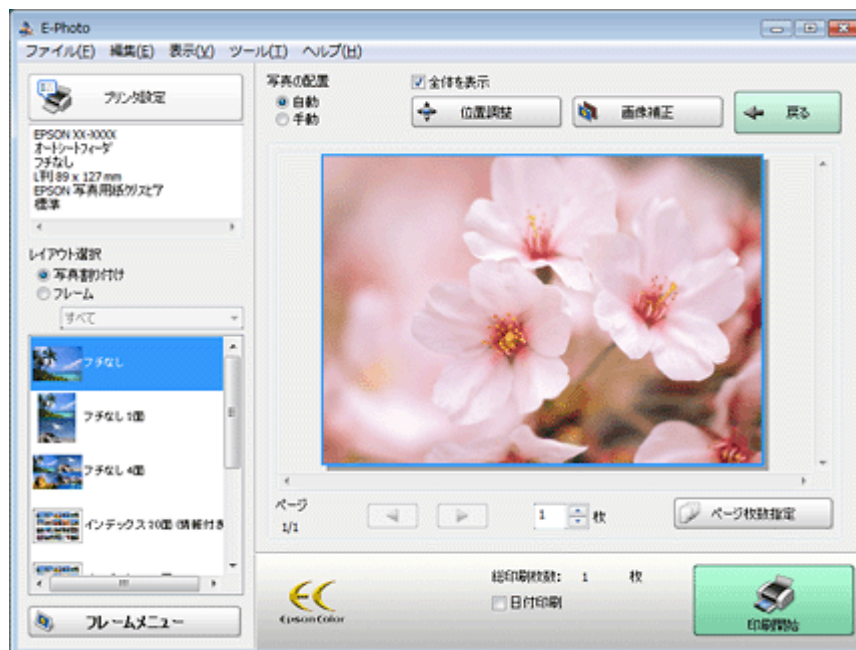 E-Photo
ファイル(F) 編集(E) 表示(V) ツール(T) ヘルプ(H)
プリンタ設定
EPSON XX-XXXX
オートシートフィーダ
フチなし
L判 89 x 127 mm
EPSON 写真用紙クリスピア
標準
レイアウト選択
写真割り付け
フレーム
すべて
フチなし
フチなし 1面
フチなし 4面
インデックス 10面 (情報付き
フレームメニュー
写真の配置
自動
手動
全体を表示
位置調整
画像補正
戻る
ページ
1/1
1 枚
ページ枚数指定
Epson Color
総印刷枚数: 1 枚
日付印刷
印刷開始